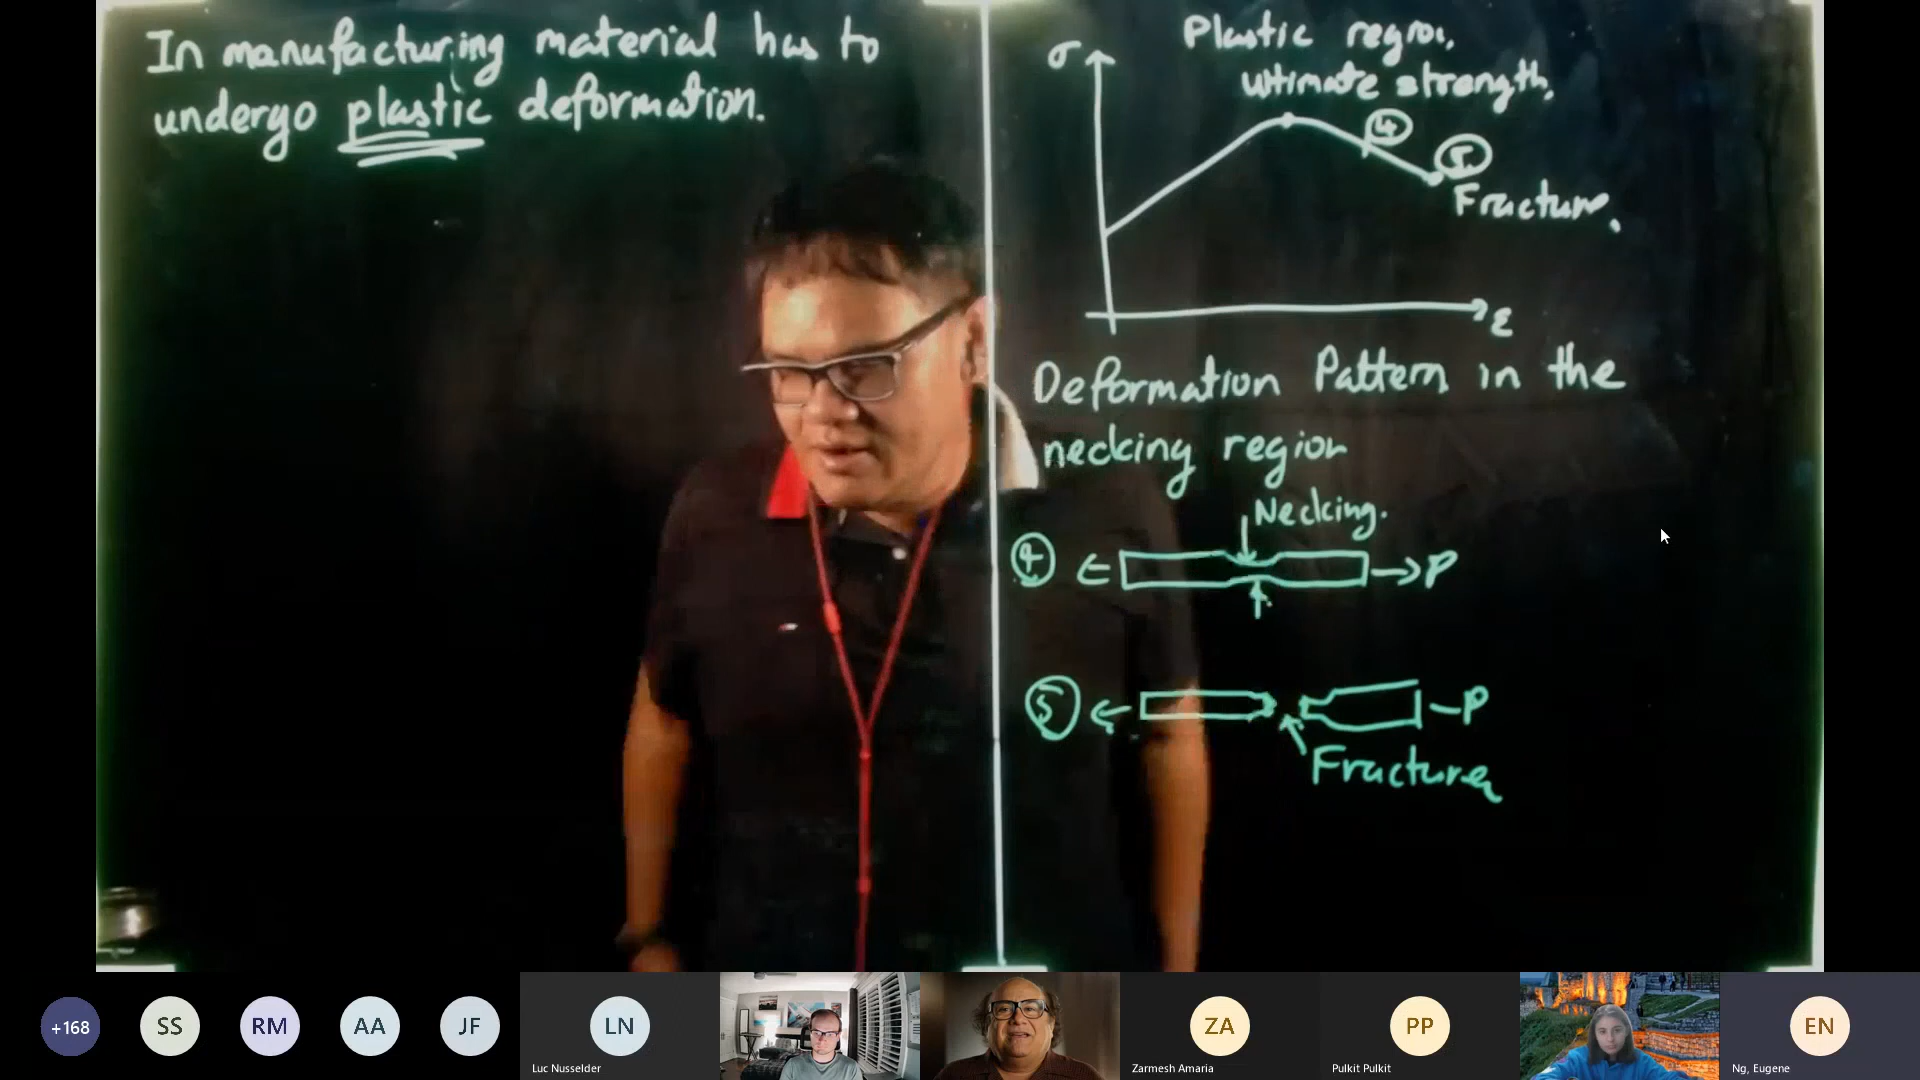 In manufacturing material has to
undergo plastic deformation.
σ
Plastic region,
ultimate strength.
4
5
Fracture.
ε
Deformation Pattern in the
necking region
Necking.
4
P
5
P
Fracture
+168
SS
RM
AA
JF
LN
Luc Nusselder
ZA
Zarmesh Amaria
PP
Pulkit Pulkit
EN
Ng, Eugene